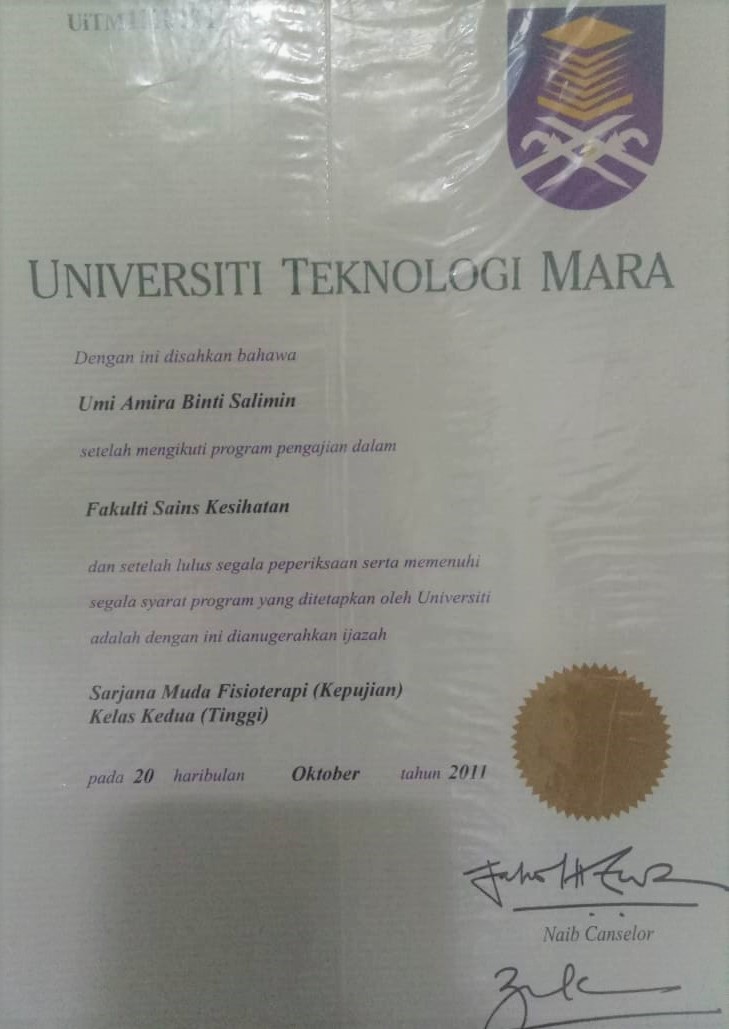 UNIVERSITI TEKNOLOGI MARA
Dengan ini disahkan bahawa
Umi Amira Binti Salimin
setelah mengikuti program pengajian dalam
Fakulti Sains Kesihatan
dan setelah lulus segala peperiksaan serta memenuhi
segala syarat program yang ditetapkan oleh Universiti
adalah dengan ini dianugerahkan ijazah
Sarjana Muda Fisioterapi (Kepujian)
Kelas Kedua (Tinggi)
pada 20 haribulan Oktober tahun 2011
Naib Canselor